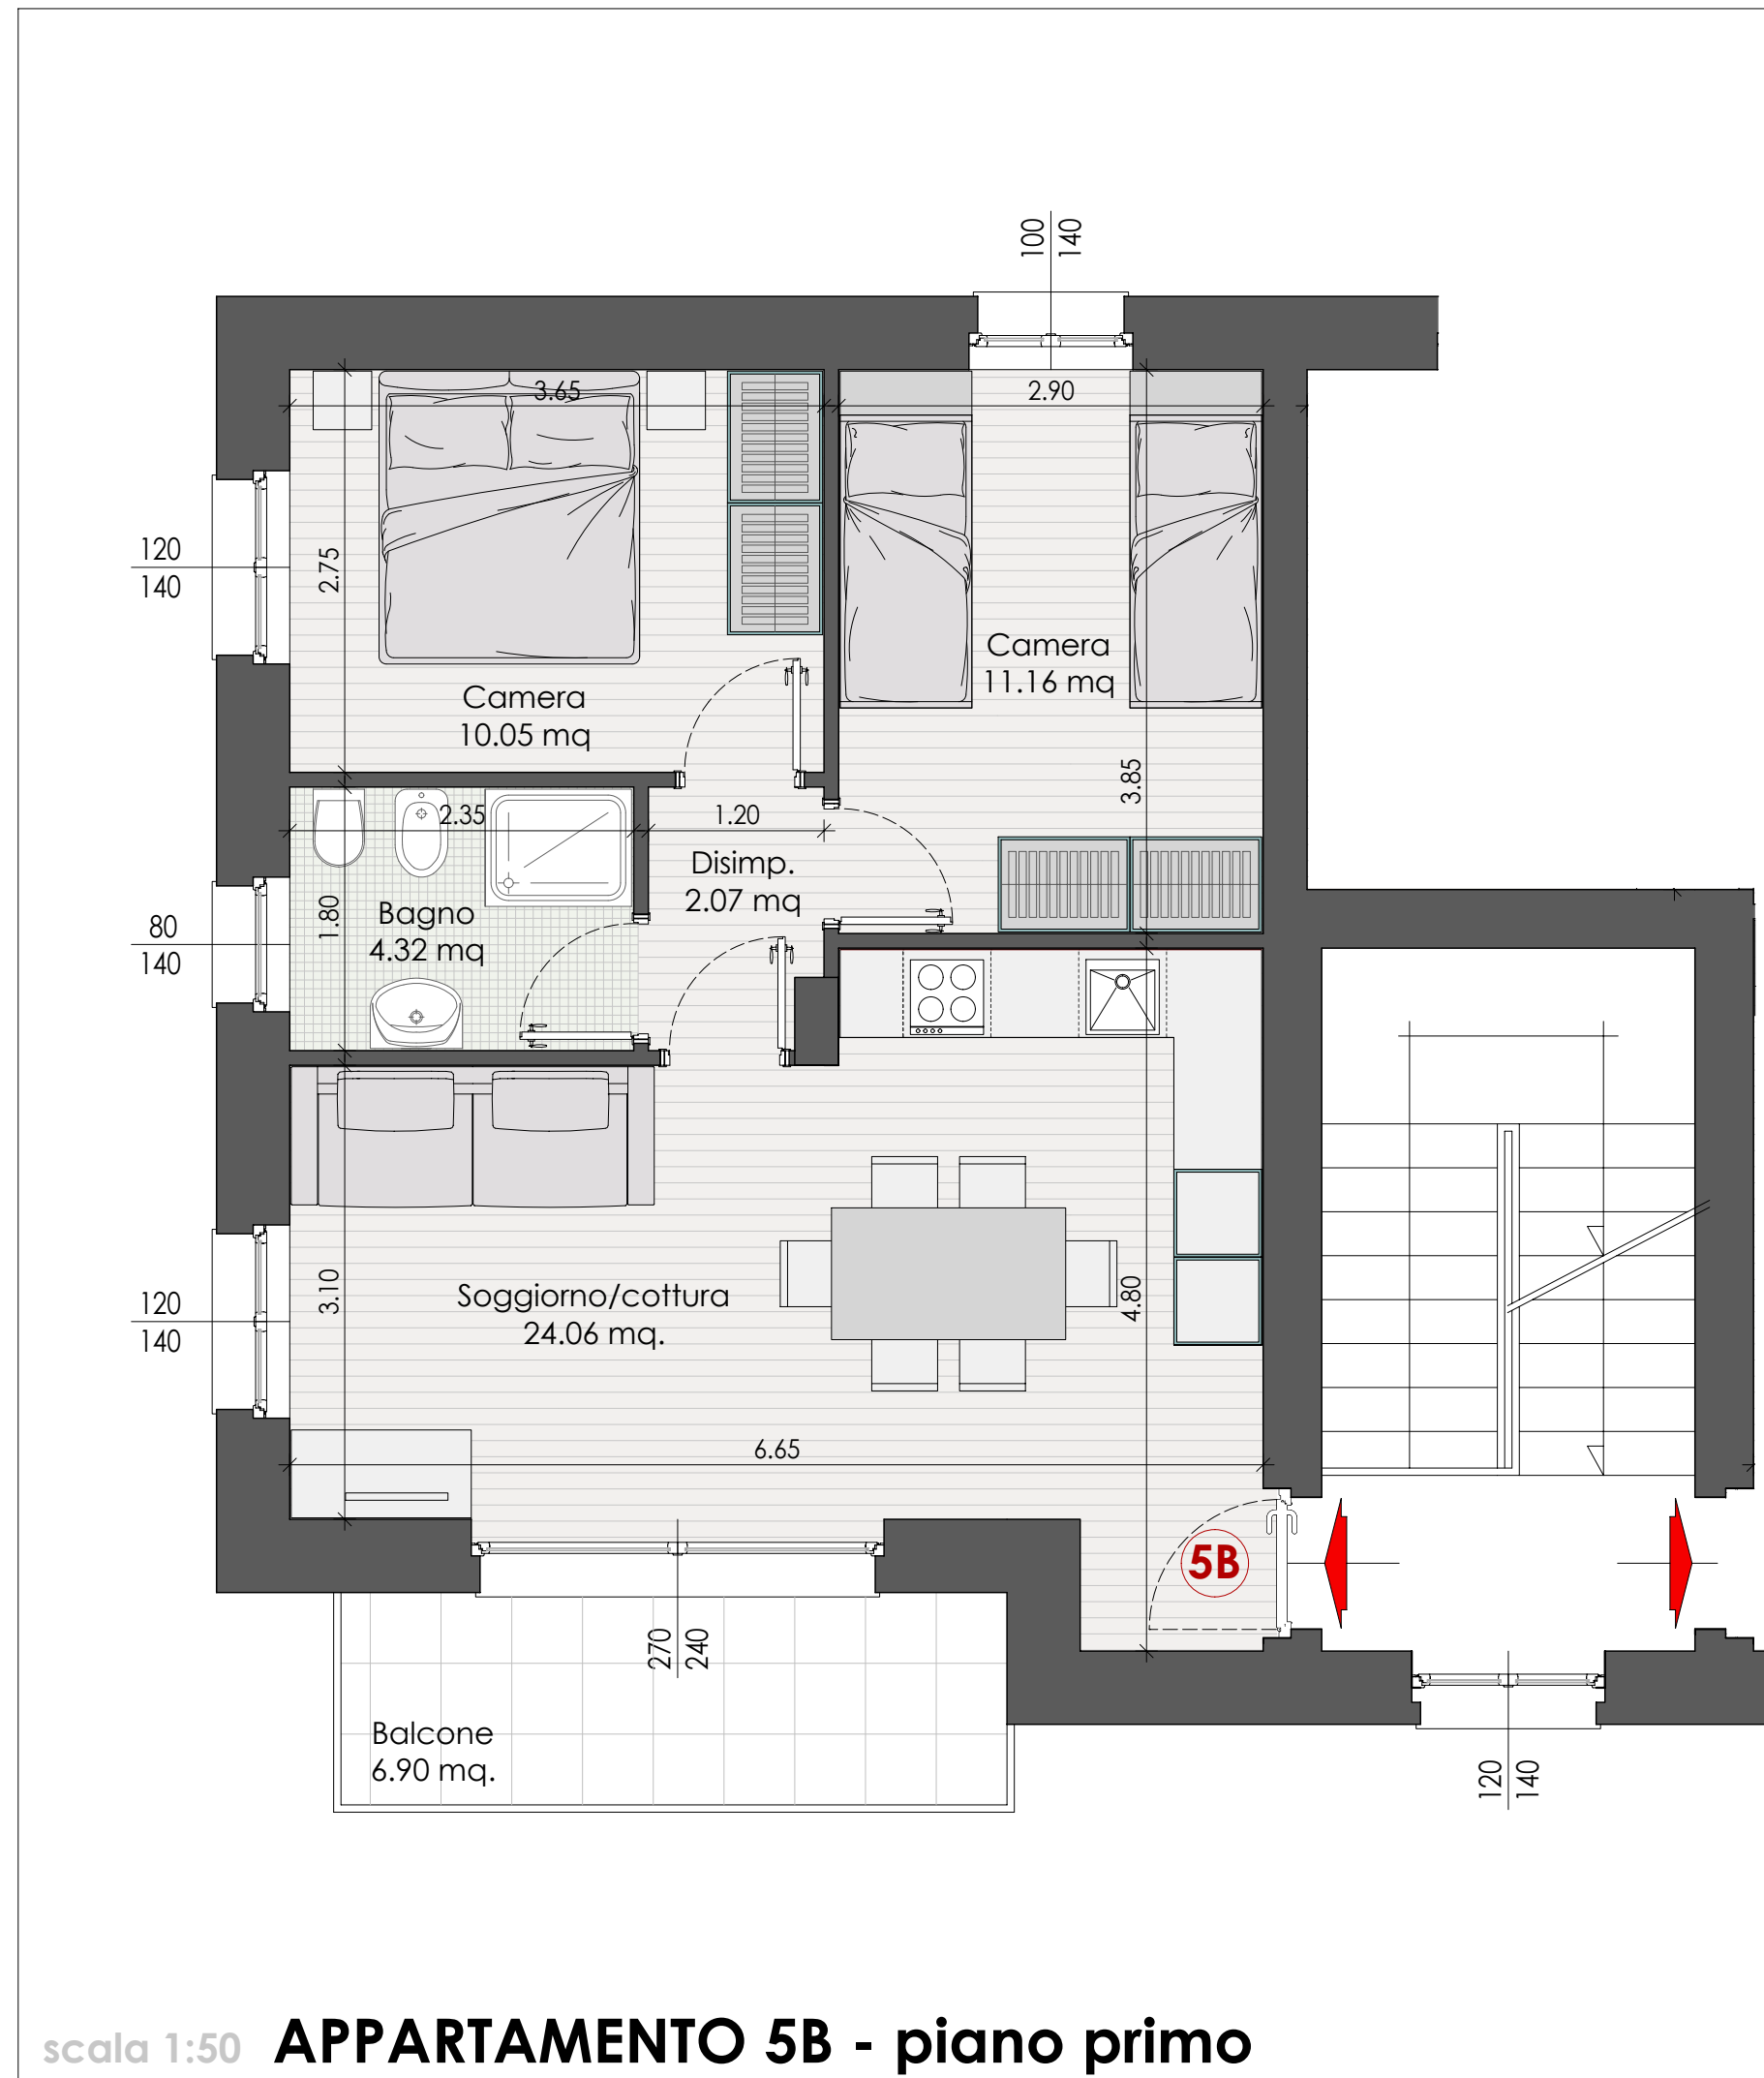 100
140
3.65
2.90
120
140
2.75
Camera
11.16 mq
Camera
10.05 mq
3.85
2.35
1.20
Disimp.
2.07 mq
80
140
1.80
Bagno
4.32 mq
120
140
3.10
Soggiorno/cottura
24.06 mq.
4.80
6.65
5B
270
240
Balcone
6.90 mq.
120
140
scala 1:50 APPARTAMENTO 5B - piano primo